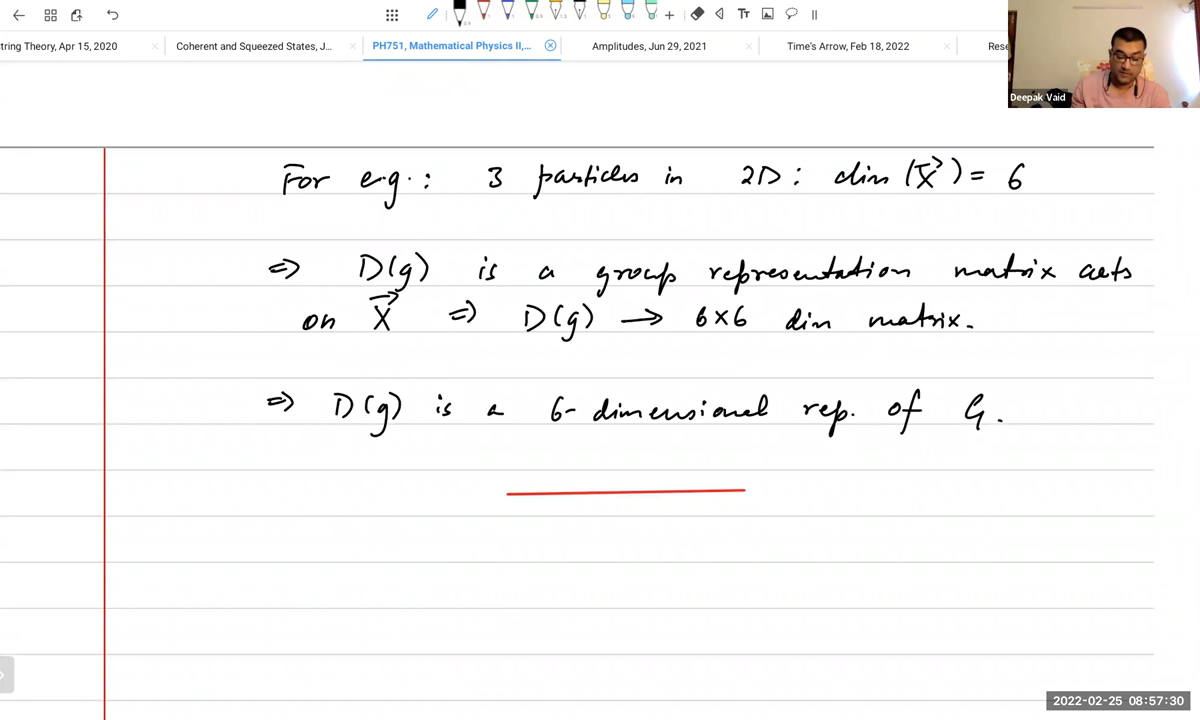 tring Theory, Apr 15, 2020
Coherent and Squeezed States, J...
PH751, Mathematical Physics II,...
Amplitudes, Jun 29, 2021
Time's Arrow, Feb 18, 2022
Rese
Deepak Vaid
For e.g.: 3 particles in 2D: dim (X⃗) = 6
⇒ D(g) is a group representation matrix acts
on X⃗ ⇒ D(g) → 6×6 dim matrix.
⇒ D(g) is a 6-dimensional rep. of G.
2022-02-25 08:57:30